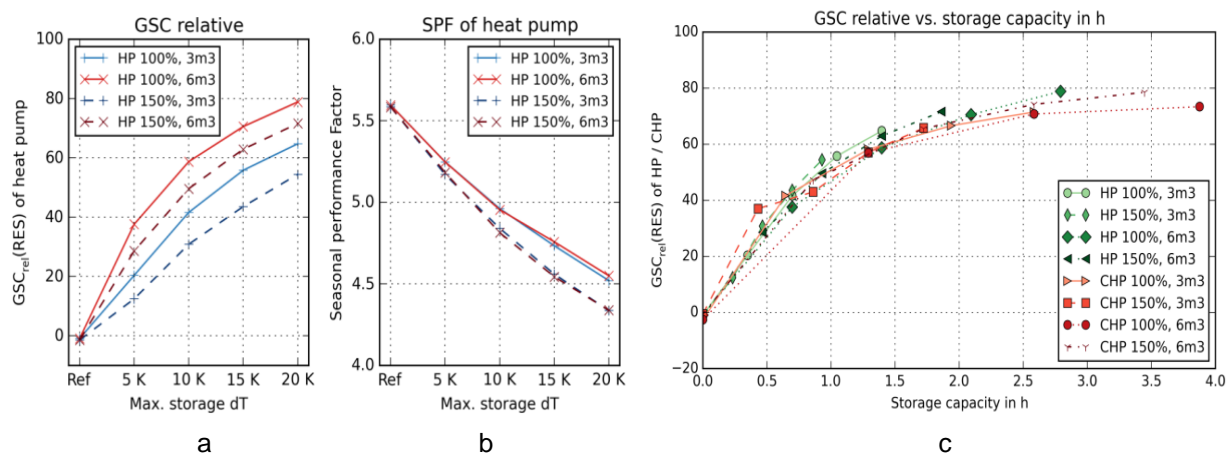 GSC relative
100
80
60
40
20
0
GSCrel(RES) of heat pump
HP 100%, 3m3
HP 100%, 6m3
HP 150%, 3m3
HP 150%, 6m3
Ref 5 K 10 K 15 K 20 K
Max. storage dT
a
SPF of heat pump
6.0
5.5
5.0
4.5
4.0
Seasonal performance Factor
HP 100%, 3m3
HP 100%, 6m3
HP 150%, 3m3
HP 150%, 6m3
Ref 5 K 10 K 15 K 20 K
Max. storage dT
b
GSC relative vs. storage capacity in h
100
80
60
40
20
0
−20
GSCrel(RES) of HP / CHP
HP 100%, 3m3
HP 150%, 3m3
HP 100%, 6m3
HP 150%, 6m3
CHP 100%, 3m3
CHP 150%, 3m3
CHP 100%, 6m3
CHP 150%, 6m3
0.0 0.5 1.0 1.5 2.0 2.5 3.0 3.5 4.0
Storage capacity in h
c